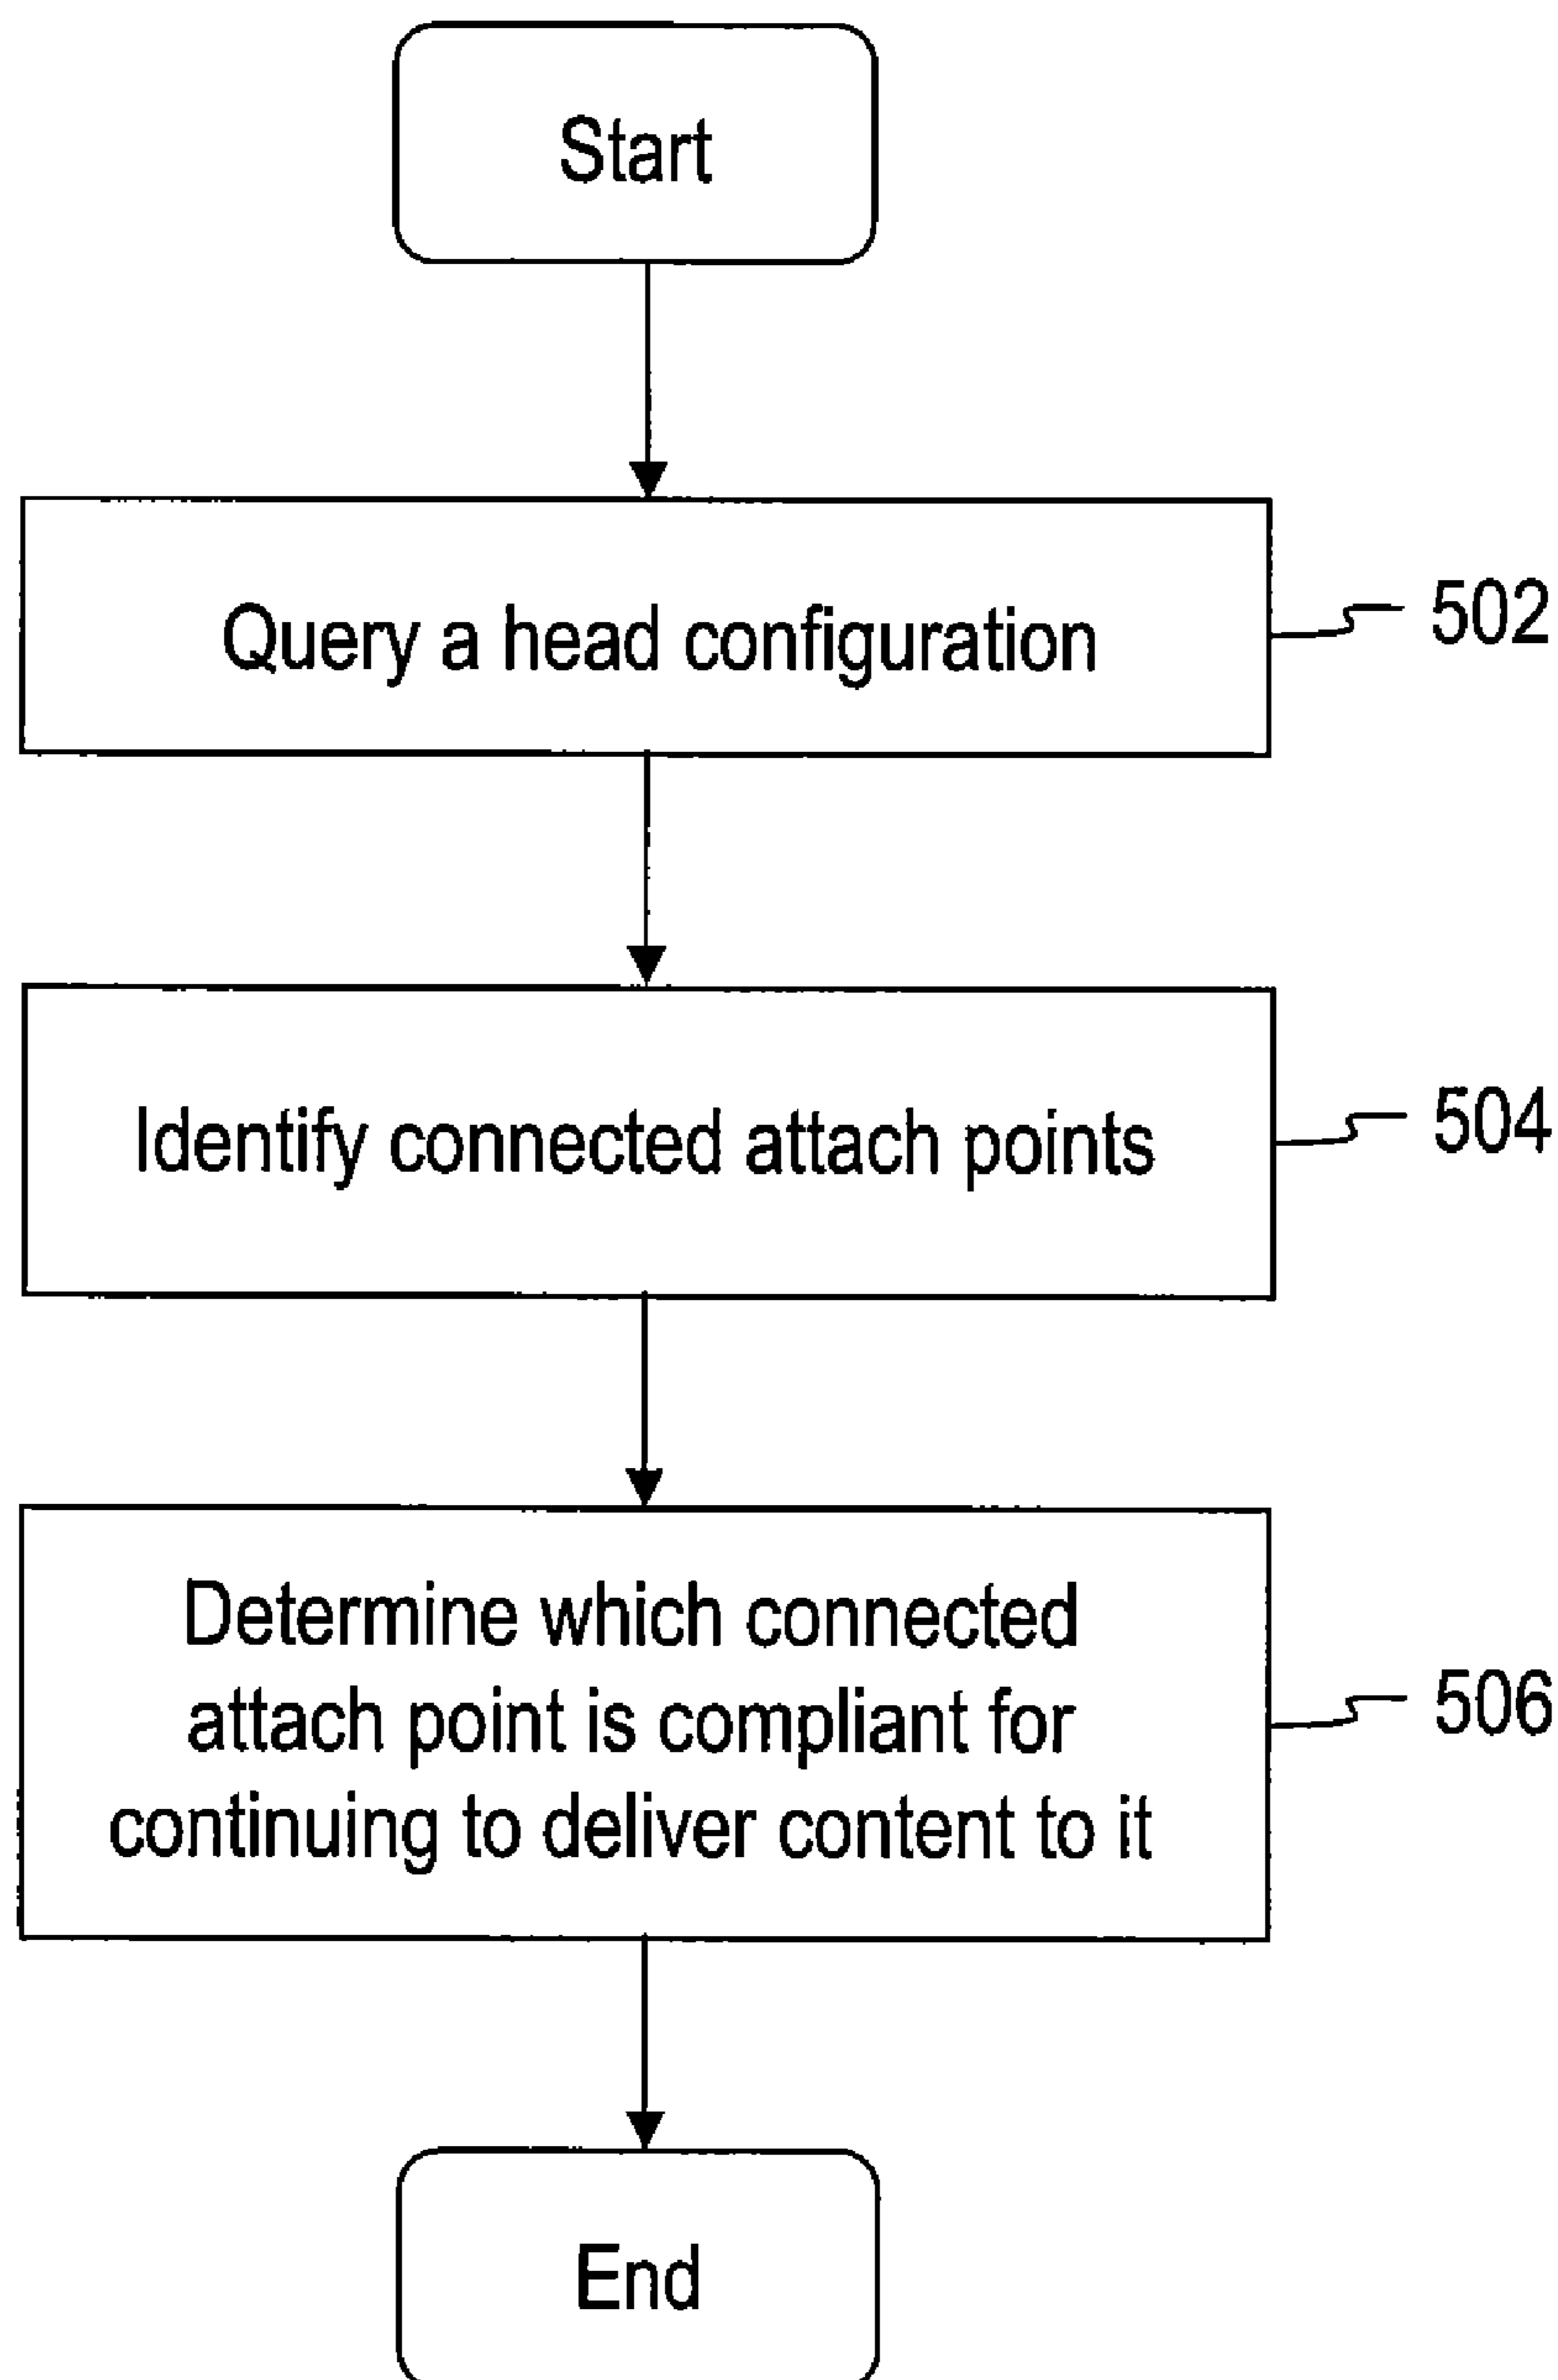 Start
Query a head configuration
502
Identify connected attach points
504
Determine which connected
attach point is compliant for
continuing to deliver content to it
506
End